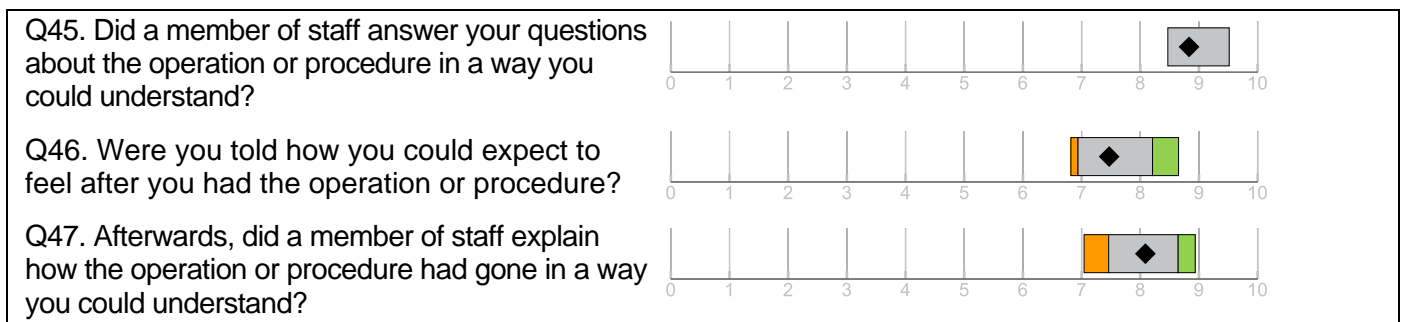 Q45. Did a member of staff answer your questions
about the operation or procedure in a way you
could understand?
0 1 2 3 4 5 6 7 8 9 10
Q46. Were you told how you could expect to
feel after you had the operation or procedure?
0 1 2 3 4 5 6 7 8 9 10
Q47. Afterwards, did a member of staff explain
how the operation or procedure had gone in a way
you could understand?
0 1 2 3 4 5 6 7 8 9 10